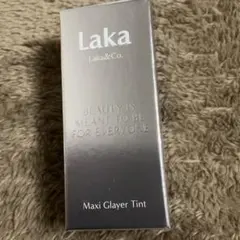 Laka
Laka&Co.
BEAUTY IS
MEANT TO BE
FOR EVERYONE
Maxi Glayer Tint